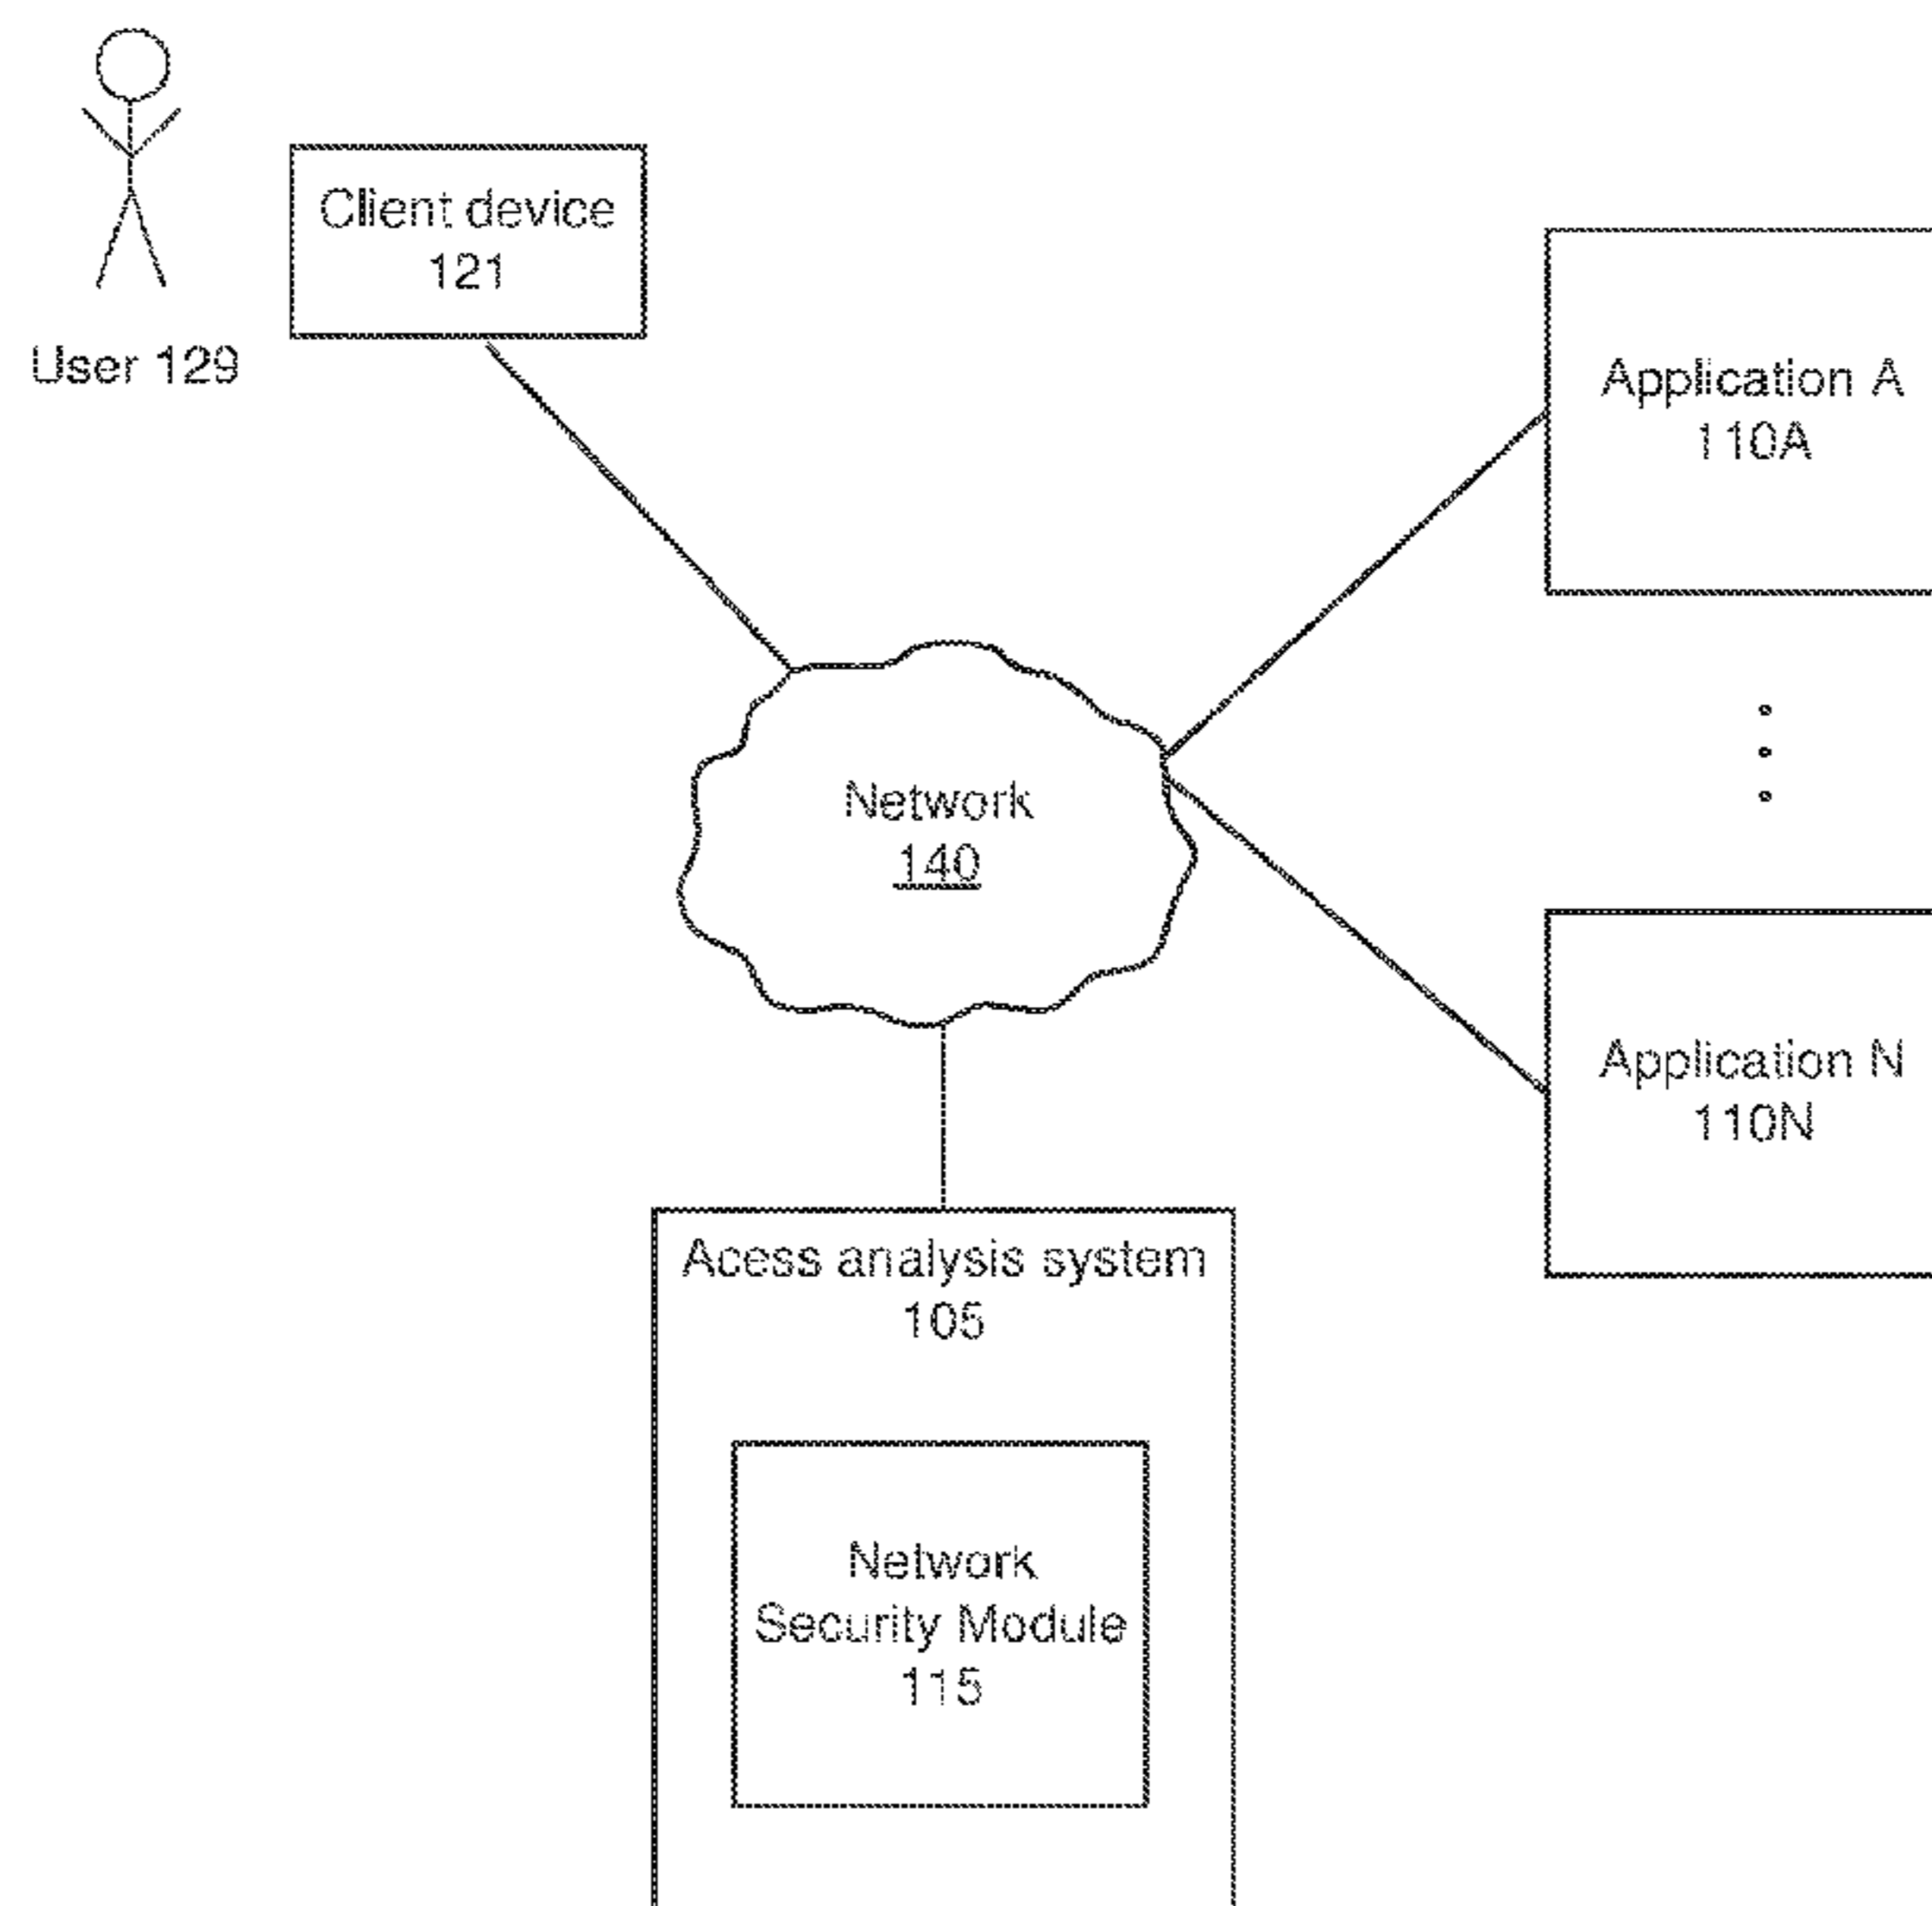 Client device
121
User 129
Application A
110A
Network
140
Application N
110N
Acess analysis system
105
Network
Security Module
115